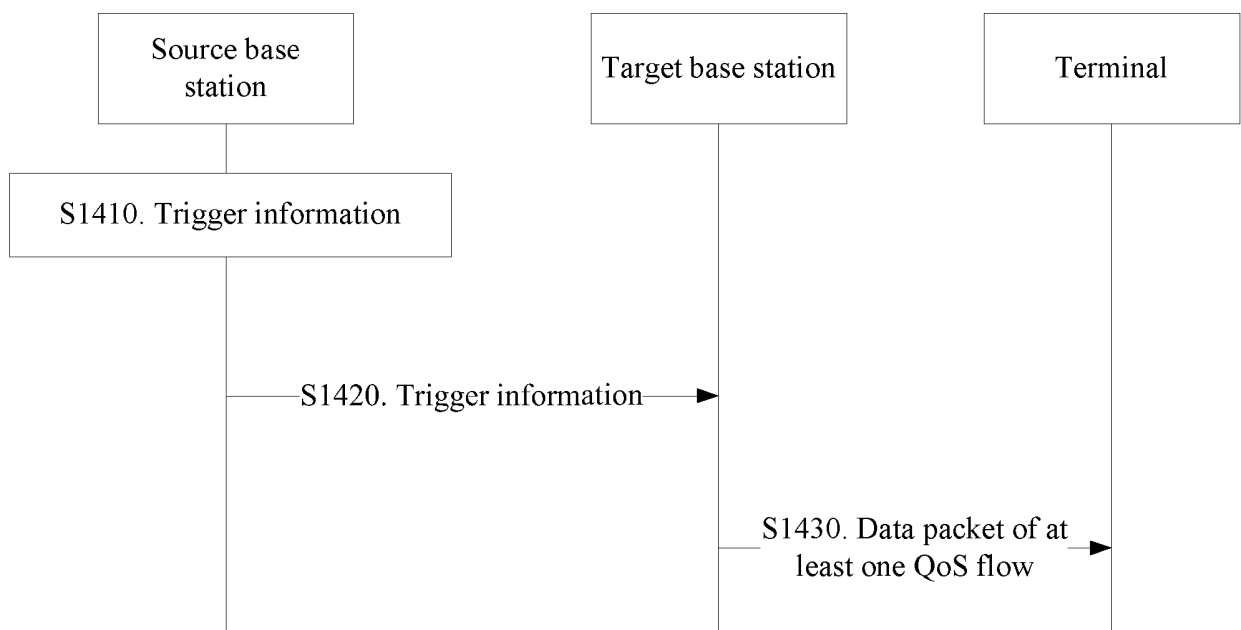 Source base
station
Target base station
Terminal
S1410. Trigger information
S1420. Trigger information
S1430. Data packet of at
least one QoS flow